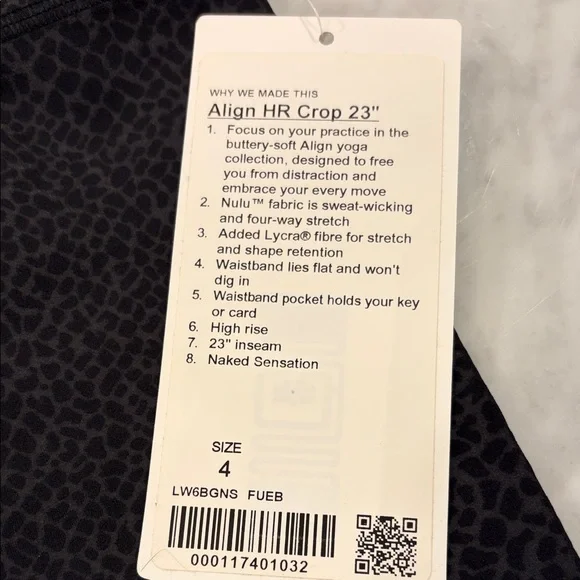 WHY WE MADE THIS
Align HR Crop 23"
1. Focus on your practice in the
buttery-soft Align yoga
collection, designed to free
you from distraction and
embrace your every move
2. Nulu™ fabric is sweat-wicking
and four-way stretch
3. Added Lycra® fibre for stretch
and shape retention
4. Waistband lies flat and won't
dig in
5. Waistband pocket holds your key
or card
6. High rise
7. 23" inseam
8. Naked Sensation
SIZE
4
LW6BGNS FUEB
000117401032